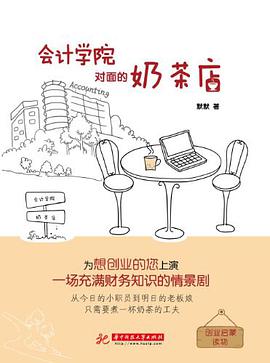 会计学院
对面的奶茶店
Accounting
默默 著
会计学院
奶茶店
为想创业的您上演
一场充满财务知识的情景剧
从今日的小职员到明日的老板娘
只需要煮一杯奶茶的工夫
创业启蒙
读物
华中科技大学出版社
http://www.hustp.com